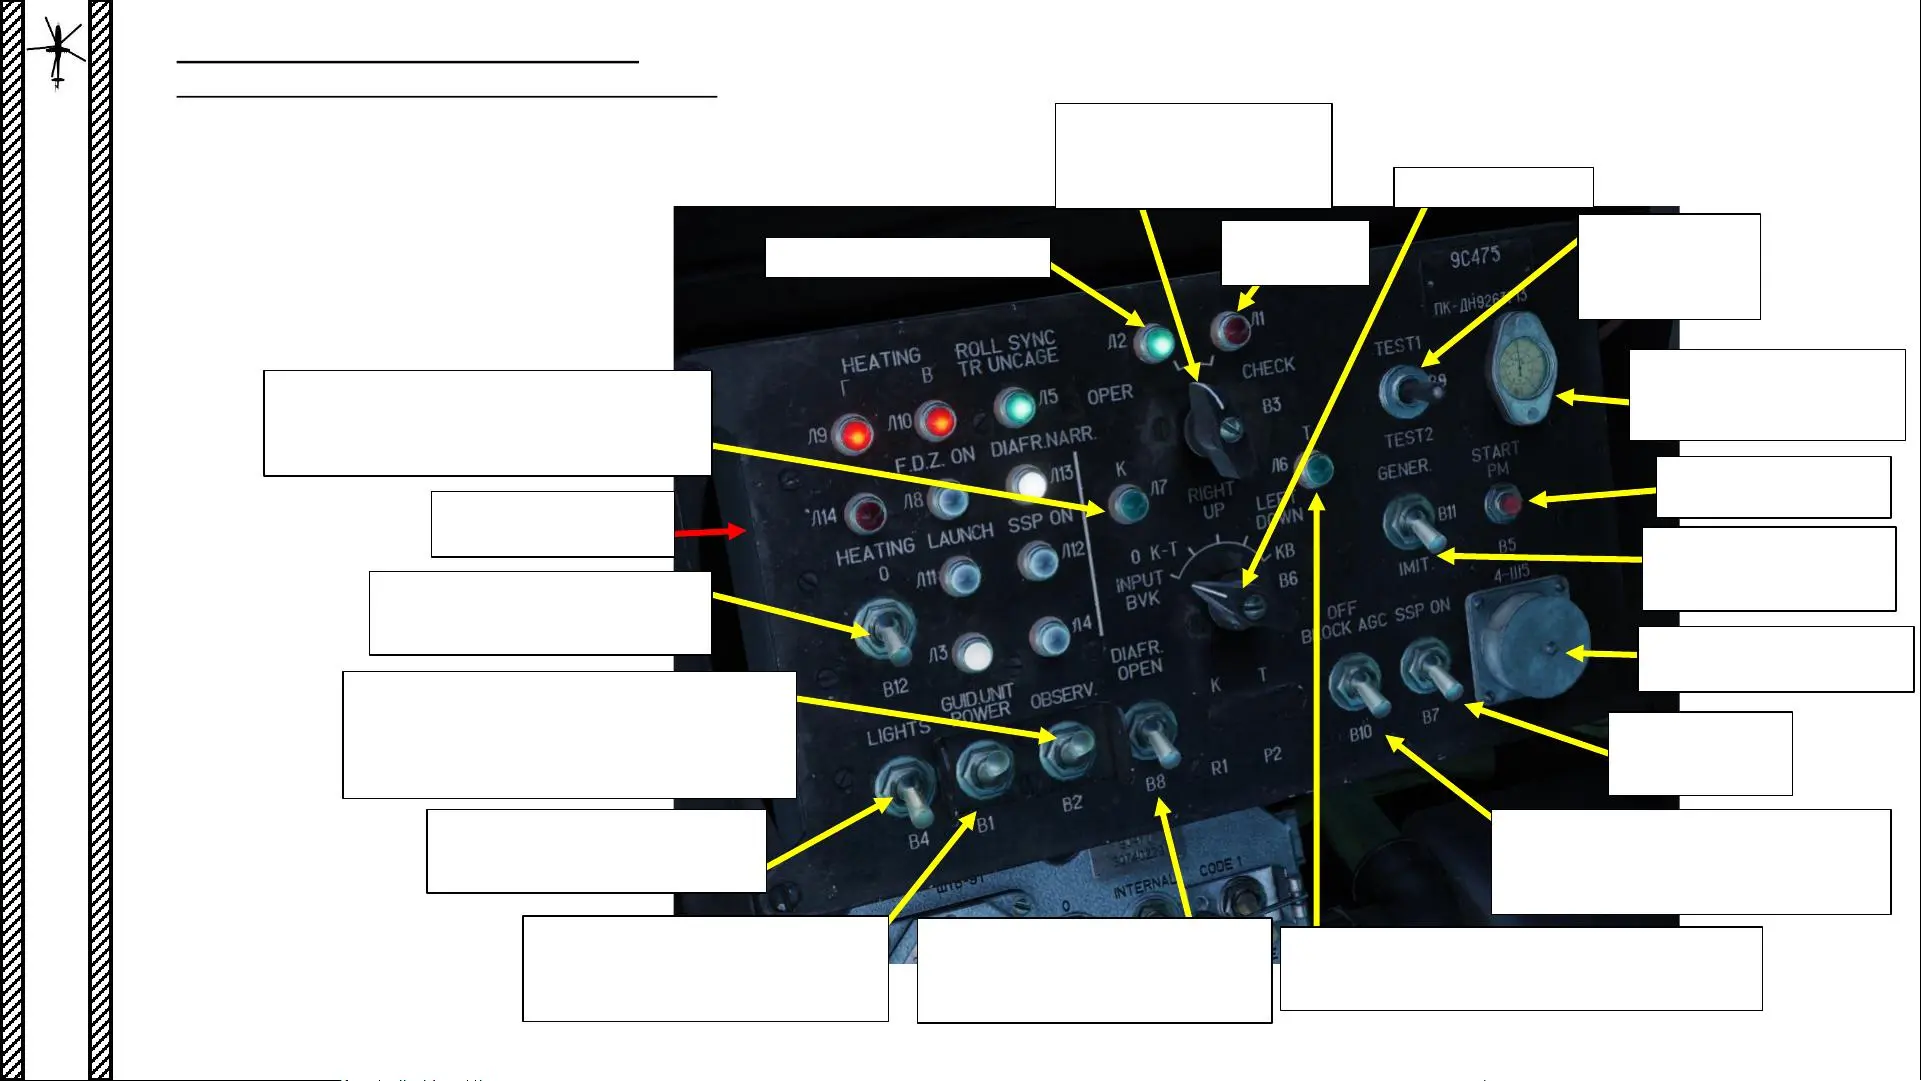 9C475
ПК-ДН926
Л1
Л2
CHECK
TEST1
B9
HEATING
Г
B
ROLL SYNC
TR UNCAGE
Л5
OPER
B3
TEST2
Л9
Л10
F.D.Z. ON
DIAFR.NARR.
Л13
K
Л7
T
Л6
RIGHT
UP
LEFT
DOWN
GENER.
START
PM
B11
B5
IMIT.
4-Ш5
Л14
Л8
HEATING
O
LAUNCH
SSP ON
Л12
Л11
O
K-T
KB
B6
INPUT
BVK
OFF
BLOCK AGC
SSP ON
Л3
Л4
B12
DIAFR.
OPEN
K
T
B10
B7
LIGHTS
GUID.UNIT
POWER
OBSERV.
B4
B1
B2
B8
R1
P2
INTERNAL
CODE 1
O